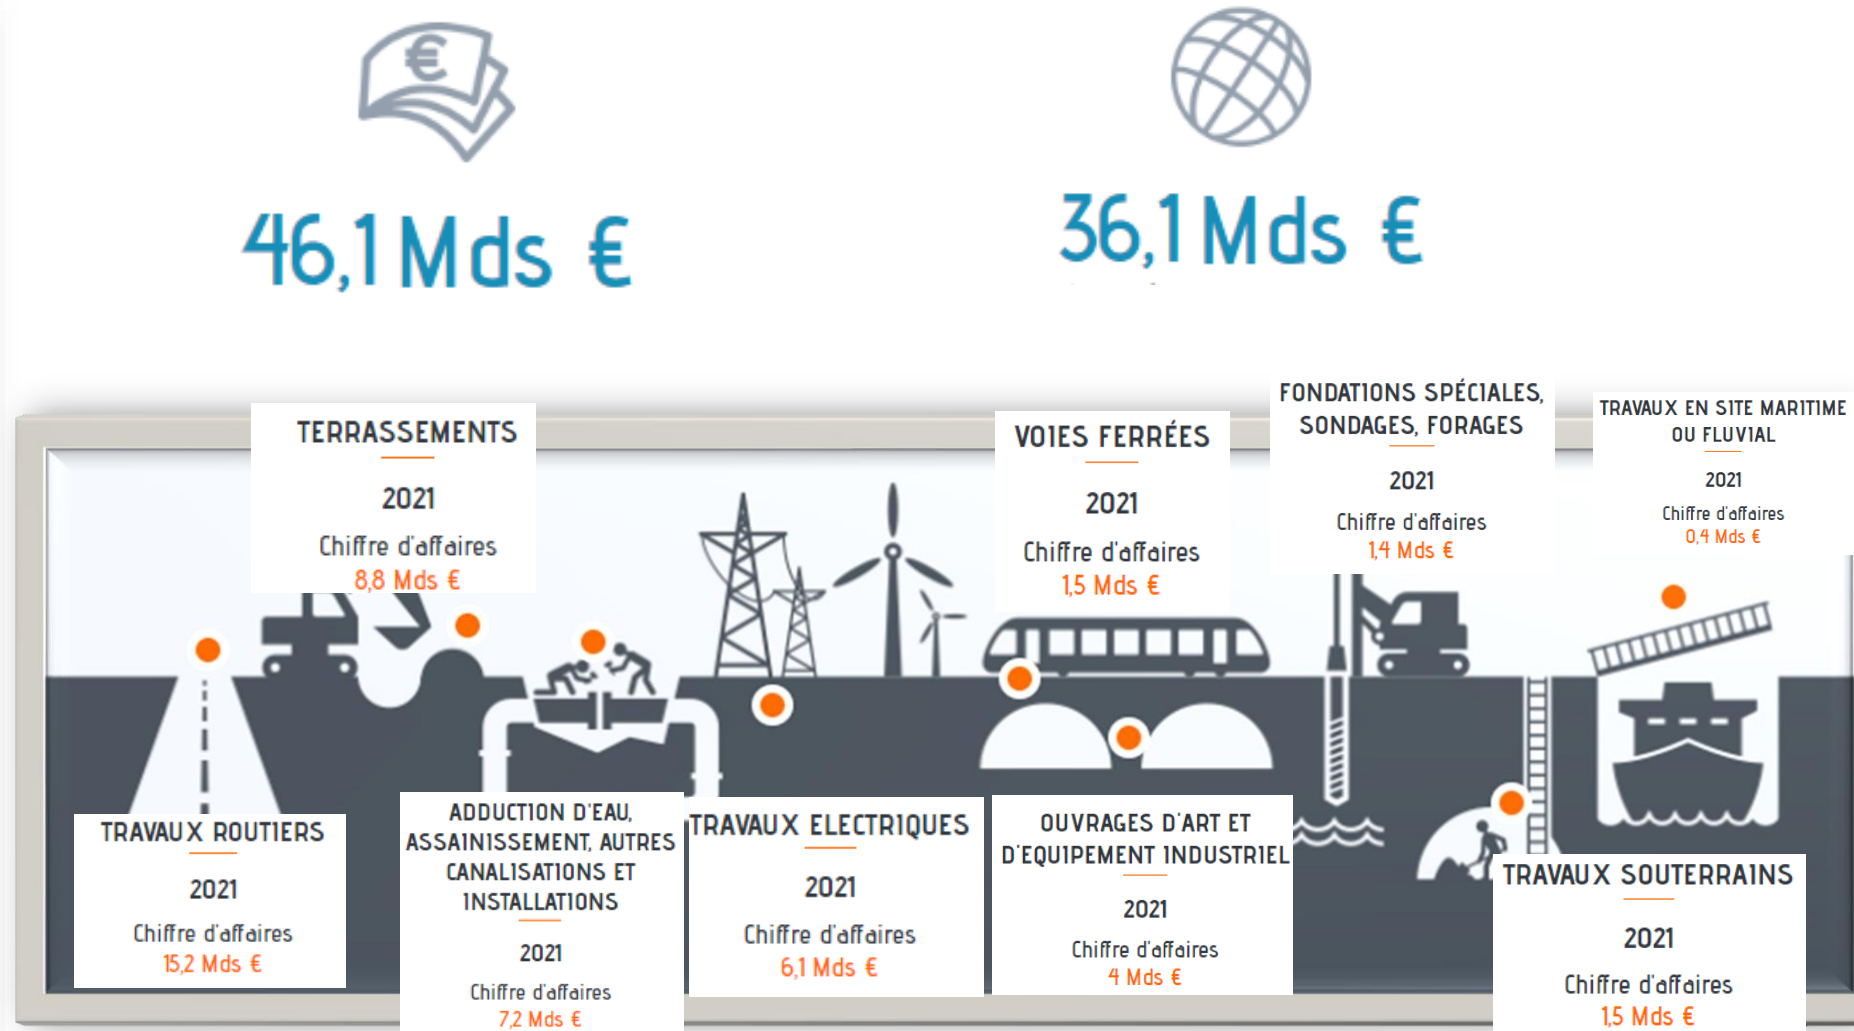 €
46,1 Mds €
36,1 Mds €
TERRASSEMENTS
2021
Chiffre d'affaires
8,8 Mds €
VOIES FERRÉES
2021
Chiffre d'affaires
1,5 Mds €
FONDATIONS SPÉCIALES,
SONDAGES, FORAGES
2021
Chiffre d'affaires
1,4 Mds €
TRAVAUX EN SITE MARITIME
OU FLUVIAL
2021
Chiffre d'affaires
0,4 Mds €
TRAVAUX ROUTIERS
2021
Chiffre d'affaires
15,2 Mds €
ADDUCTION D'EAU,
ASSAINISSEMENT, AUTRES
CANALISATIONS ET
INSTALLATIONS
2021
Chiffre d'affaires
7,2 Mds €
TRAVAUX ELECTRIQUES
2021
Chiffre d'affaires
6,1 Mds €
OUVRAGES D'ART ET
D'EQUIPEMENT INDUSTRIEL
2021
Chiffre d'affaires
4 Mds €
TRAVAUX SOUTERRAINS
2021
Chiffre d'affaires
1,5 Mds €